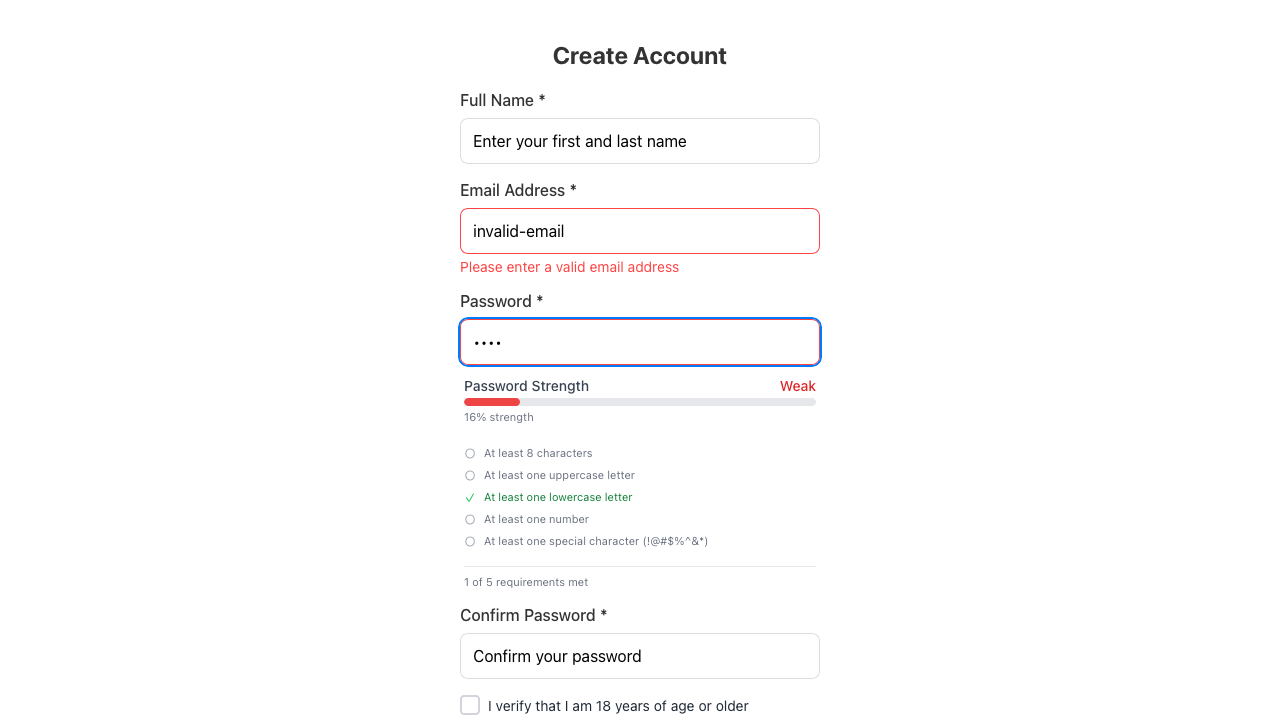 Create Account
Full Name *
Enter your first and last name
Email Address *
invalid-email
Please enter a valid email address
Password *
••••
Password Strength Weak
16% strength
At least 8 characters
At least one uppercase letter
At least one lowercase letter
At least one number
At least one special character (!@#$%^&*)
1 of 5 requirements met
Confirm Password *
Confirm your password
I verify that I am 18 years of age or older